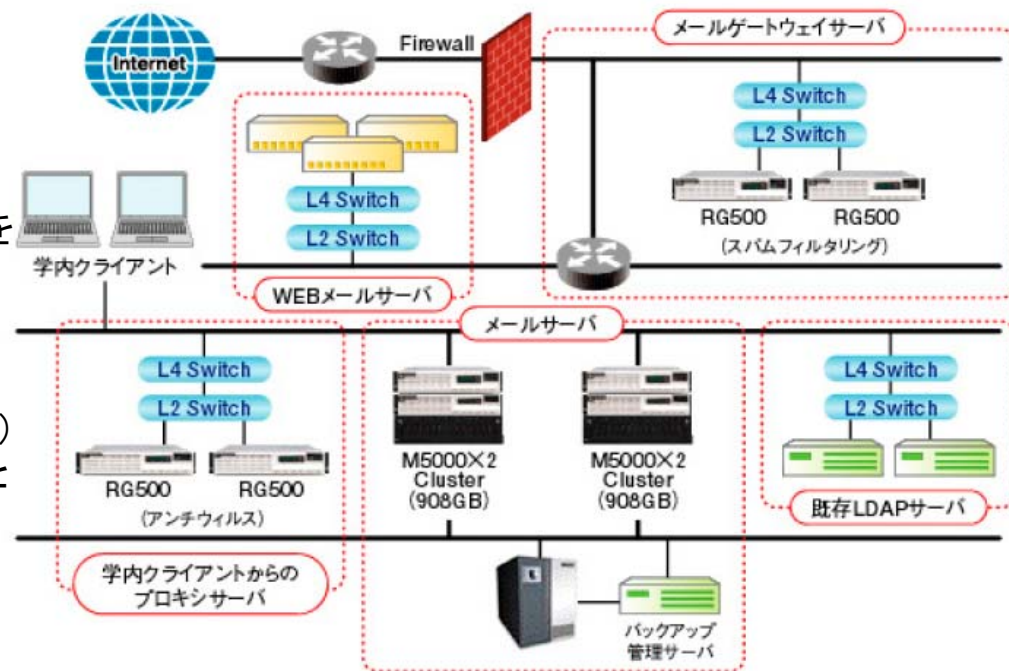 Internet
Firewall
メールゲートウェイサーバ
L4 Switch
L2 Switch
RG500
RG500
(スパムフィルタリング)
L4 Switch
L2 Switch
WEBメールサーバ
を
学内クライアント
メールサーバ
L4 Switch
L2 Switch
RG500
RG500
(アンチウィルス)
学内クライアントからの
プロキシサーバ
M5000×2
Cluster
(908GB)
M5000×2
Cluster
(908GB)
バックアップ
管理サーバ
L4 Switch
L2 Switch
既存LDAPサーバ